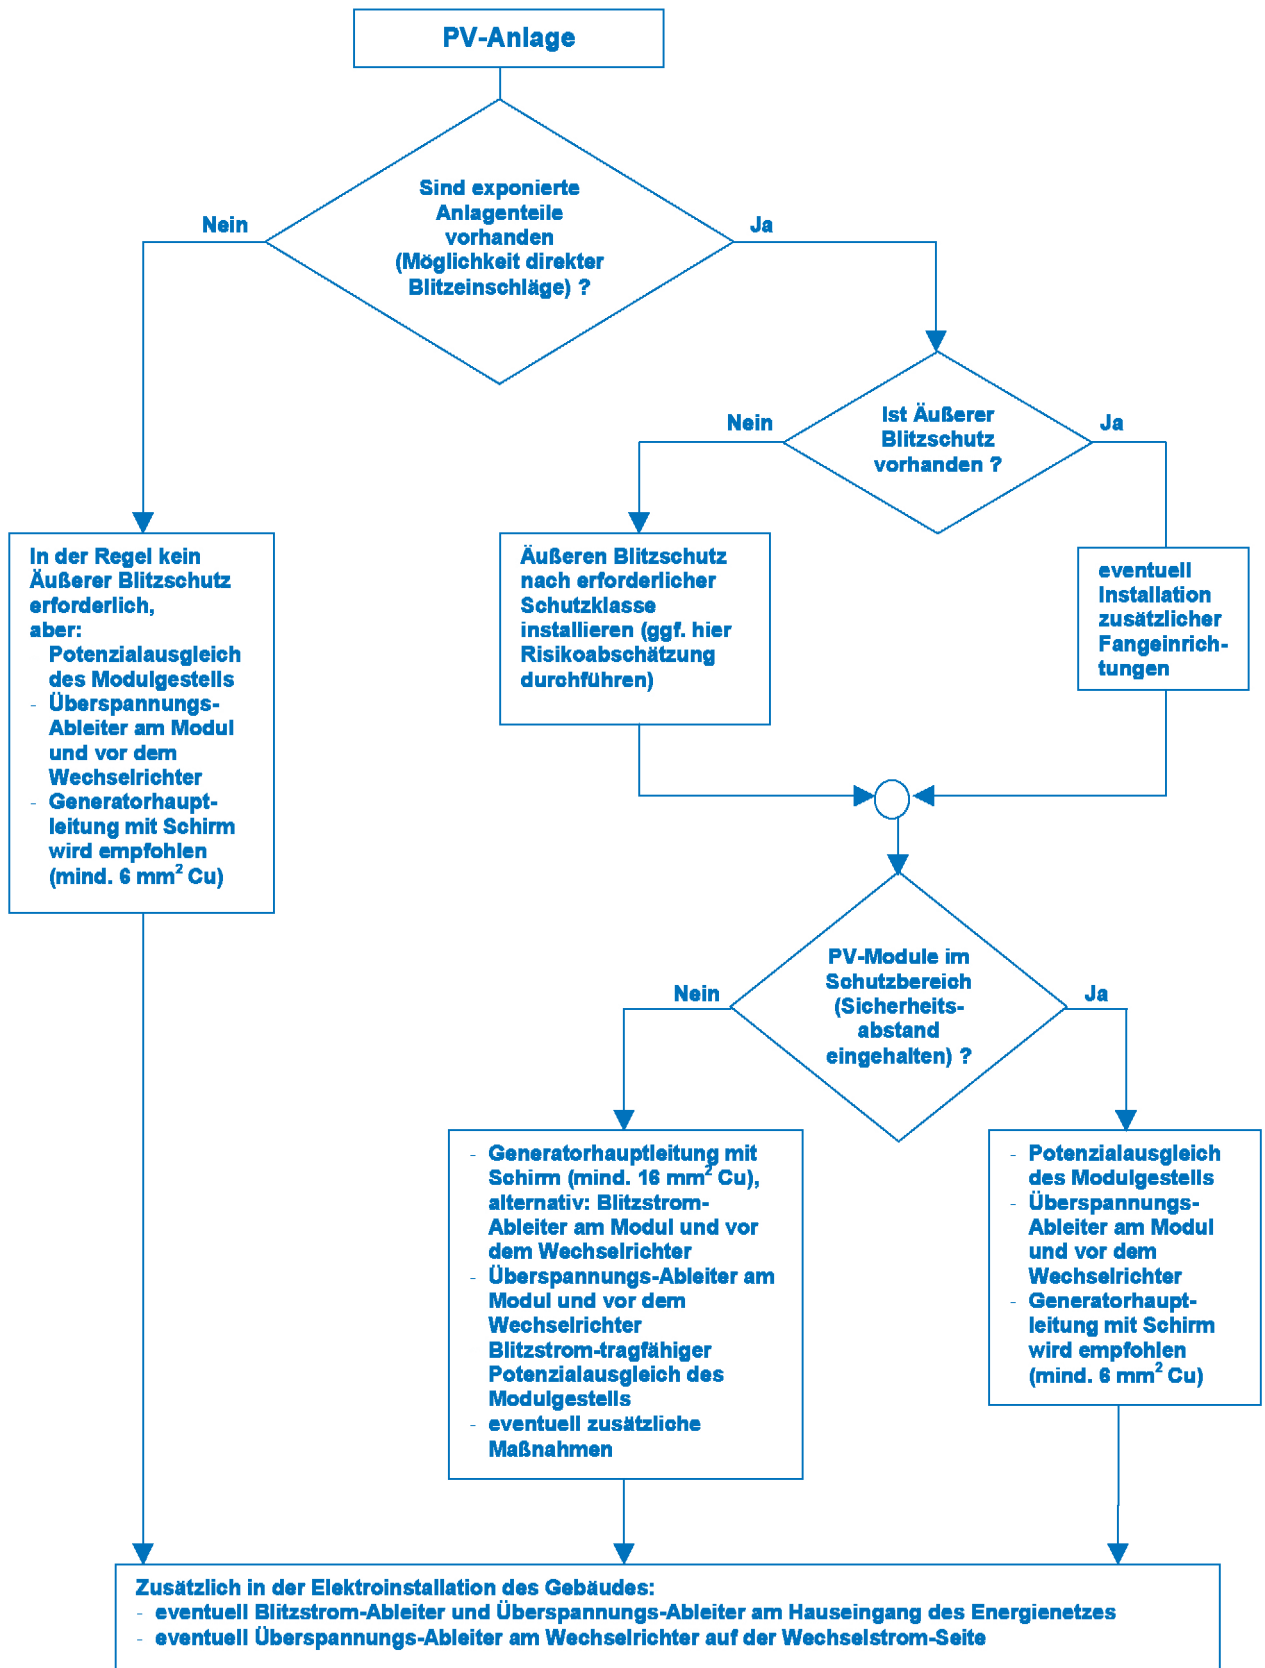 PV-Anlage
Sind exponierte
Anlagenteile
vorhanden
(Möglichkeit direkter
Blitzeinschläge) ?
Nein
Ja
Ist Äußerer
Blitzschutz
vorhanden ?
Nein
Ja
In der Regel kein
Äußerer Blitzschutz
erforderlich,
aber:
Potenzialausgleich
des Modulgestells
- Überspannungs-
Ableiter am Modul
und vor dem
Wechselrichter
- Generatorhaupt-
leitung mit Schirm
wird empfohlen
(mind. 6 mm² Cu)
Äußeren Blitzschutz
nach erforderlicher
Schutzklasse
installieren (ggf. hier
Risikoabschätzung
durchführen)
eventuell
Installation
zusätzlicher
Fangeinrich-
tungen
PV-Module im
Schutzbereich
(Sicherheits-
abstand
eingehalten) ?
Nein
Ja
- Generatorhauptleitung mit
Schirm (mind. 16 mm² Cu),
alternativ: Blitzstrom-
Ableiter am Modul und vor
dem Wechselrichter
- Überspannungs-Ableiter am
Modul und vor dem
Wechselrichter
Blitzstrom-tragfähiger
Potenzialausgleich des
Modulgestells
- eventuell zusätzliche
Maßnahmen
- Potenzialausgleich
des Modulgestells
- Überspannungs-
Ableiter am Modul
und vor dem
Wechselrichter
- Generatorhaupt-
leitung mit Schirm
wird empfohlen
(mind. 6 mm² Cu)
Zusätzlich in der Elektroinstallation des Gebäudes:
- eventuell Blitzstrom-Ableiter und Überspannungs-Ableiter am Hauseingang des Energienetzes
- eventuell Überspannungs-Ableiter am Wechselrichter auf der Wechselstrom-Seite